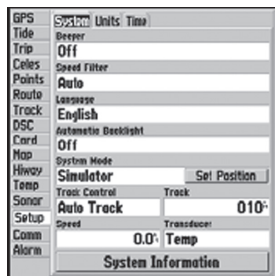 GPS
Tide
Trip
Celes
Points
Route
Track
DSC
Card
Map
Hiway
Temp
Sonar
Setup
Comm
Alarm
System Units Time
Beeper
Off
Speed Filter
Auto
Language
English
Automatic Backlight
Off
System Mode
Simulator Set Position
Track Control Track
Auto Track 010°
Speed Transducer
0.0 Temp
System Information